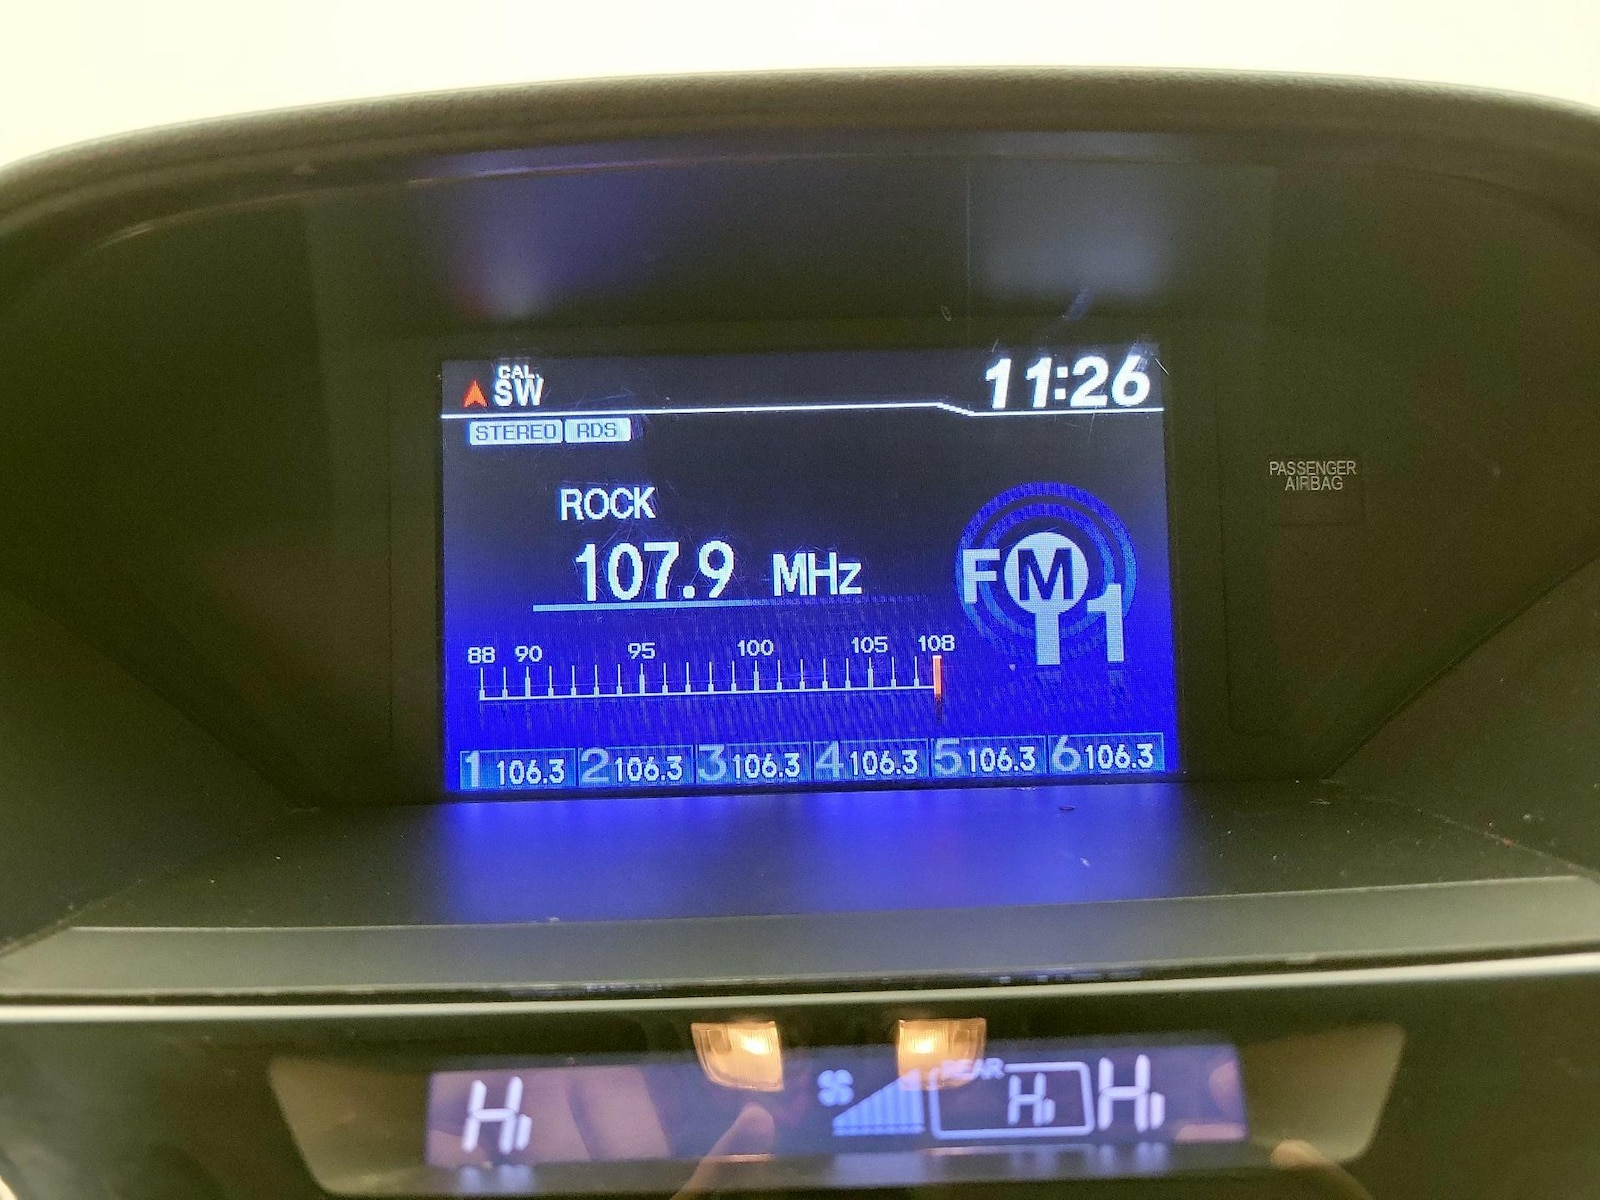 CAL.
SW
11:26
STEREO RDS
PASSENGER
AIRBAG
ROCK
107.9 MHz
FM1
88 90 95 100 105 108
1 106.3 2 106.3 3 106.3 4 106.3 5 106.3 6 106.3
REAR
Hi Hi Hi